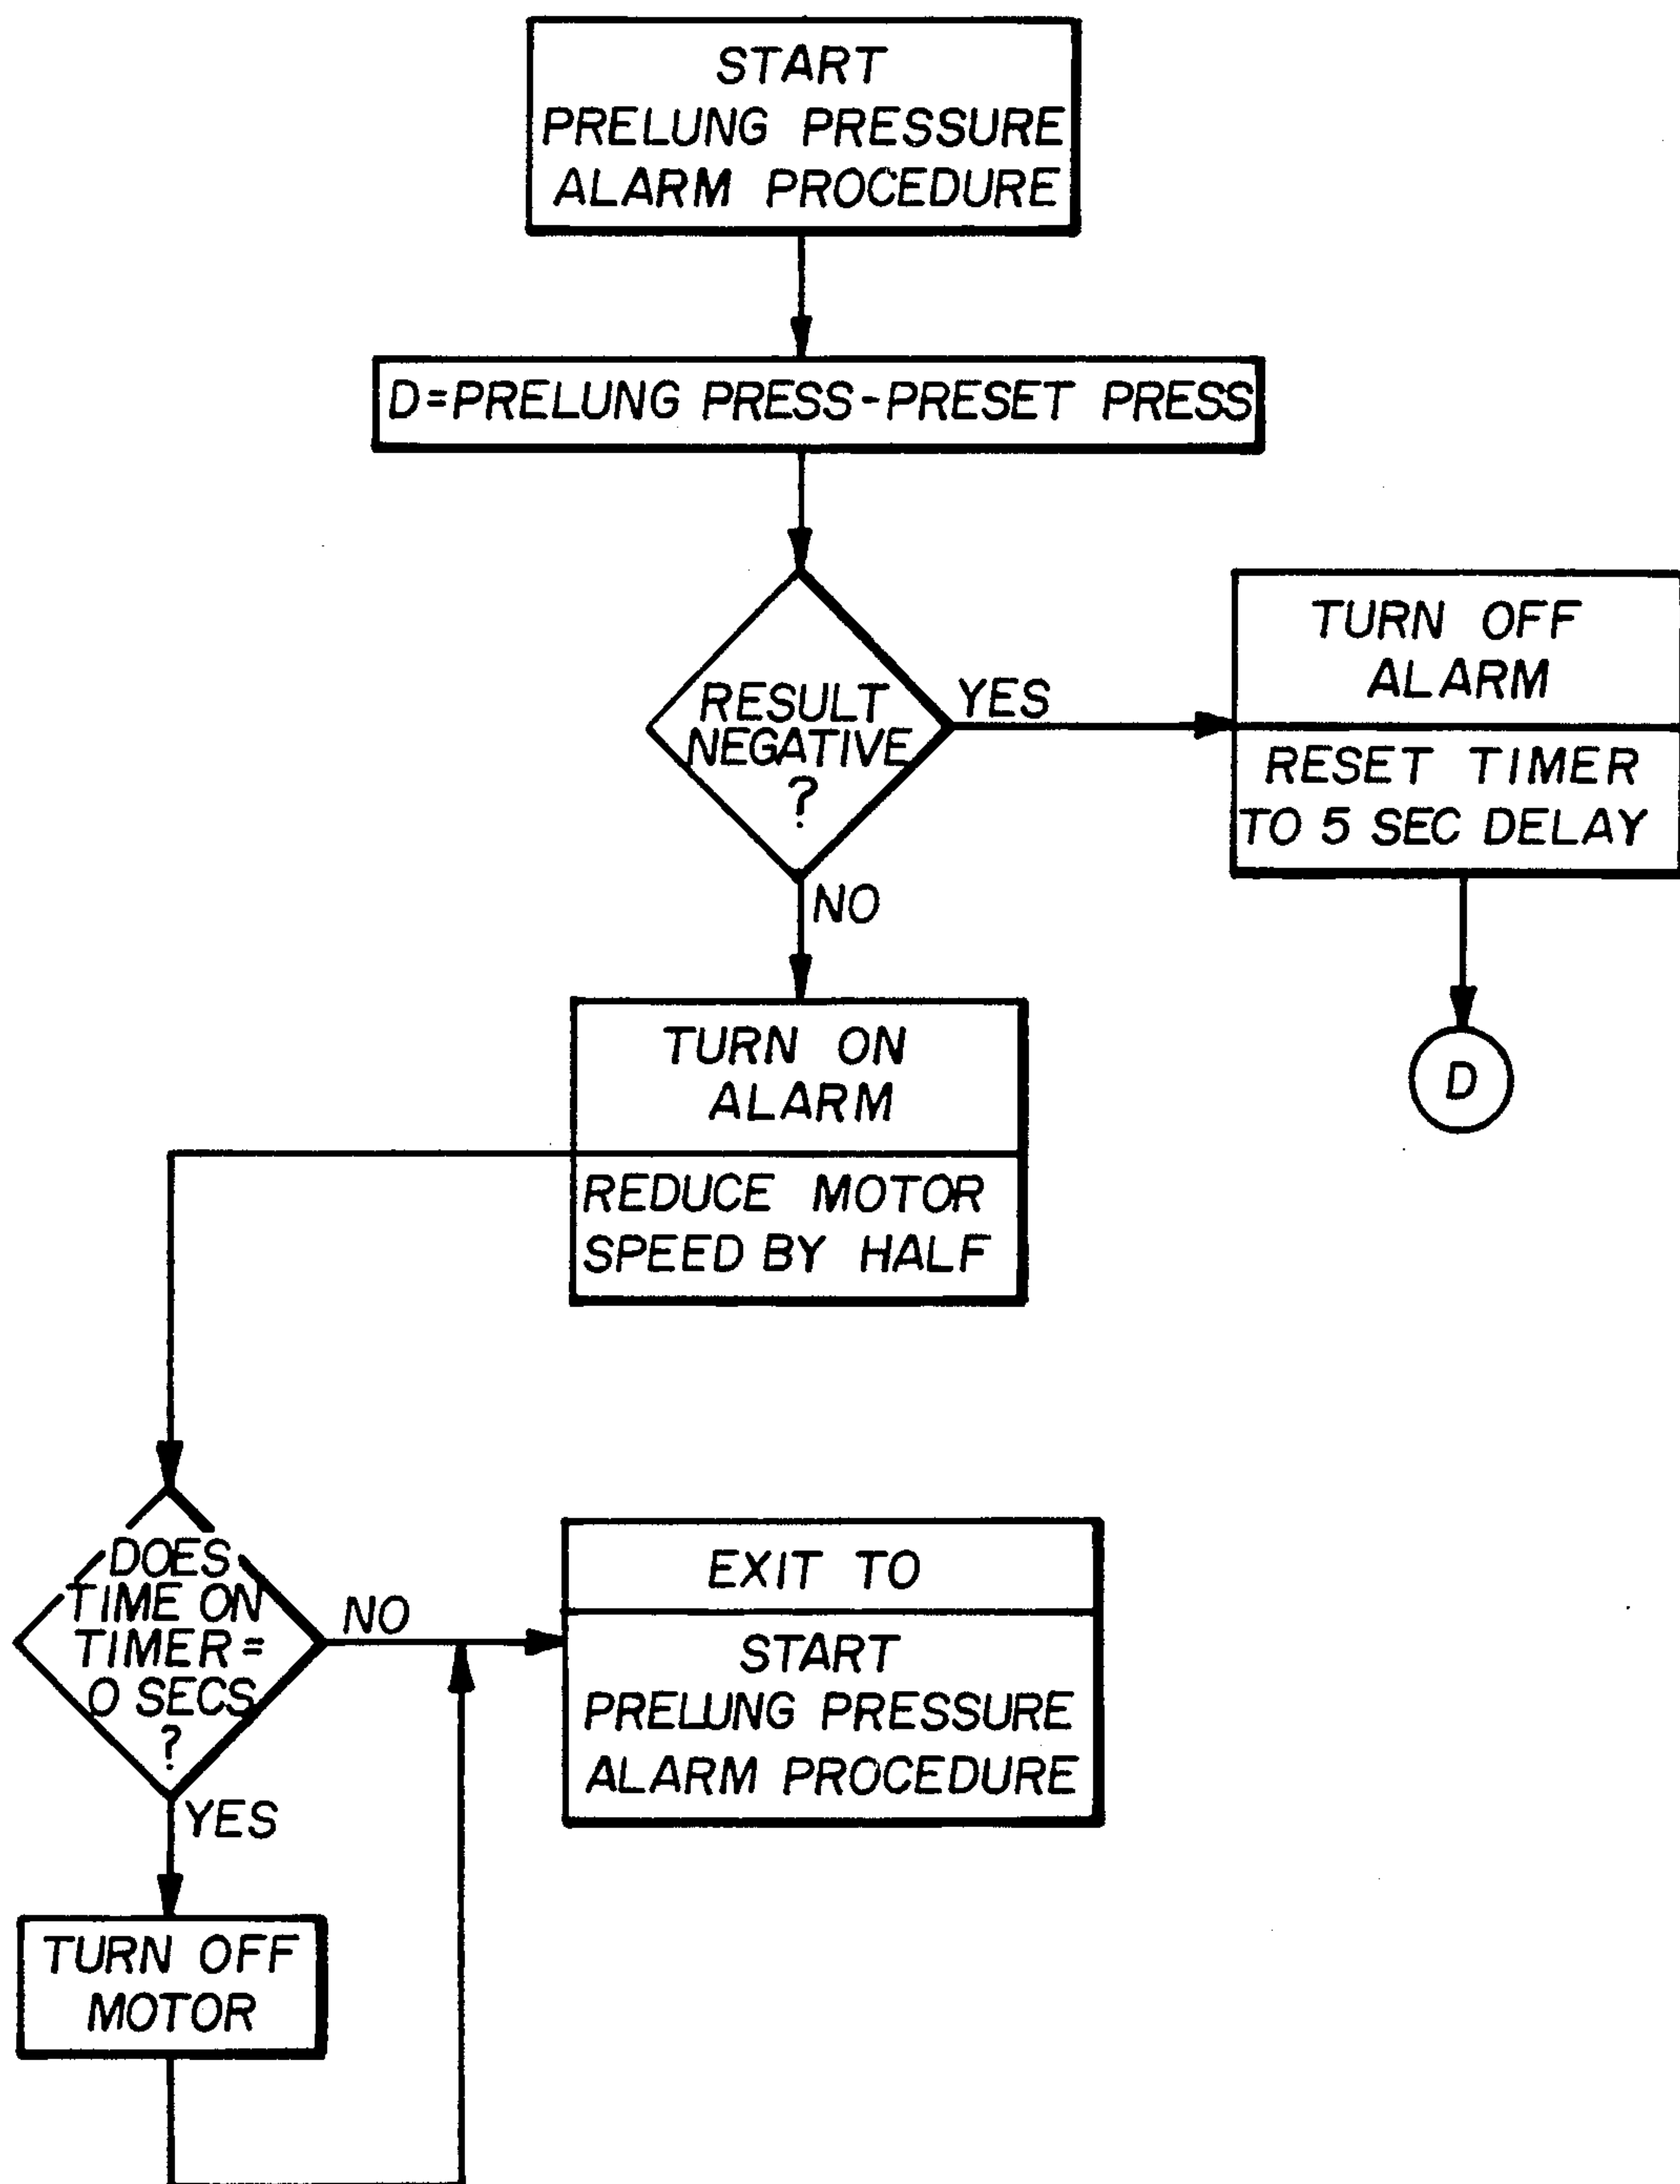 START
PRELUNG PRESSURE
ALARM PROCEDURE
D=PRELUNG PRESS-PRESET PRESS
RESULT
NEGATIVE
?
YES
TURN OFF
ALARM
RESET TIMER
TO 5 SEC DELAY
D
NO
TURN ON
ALARM
REDUCE MOTOR
SPEED BY HALF
DOES
TIME ON
TIMER=
0 SECS
?
NO
EXIT TO
START
PRELUNG PRESSURE
ALARM PROCEDURE
YES
TURN OFF
MOTOR